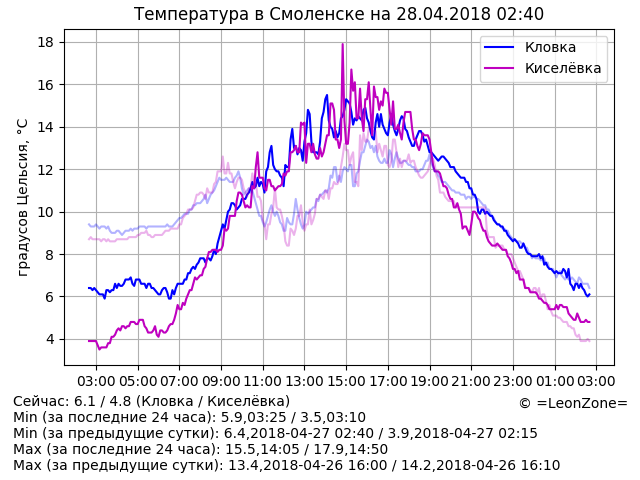 Температура в Смоленске на 28.04.2018 02:40
градусов Цельсия, °C
18
16
14
12
10
8
6
4
Кловка
Киселёвка
03:00 05:00 07:00 09:00 11:00 13:00 15:00 17:00 19:00 21:00 23:00 01:00 03:00
Сейчас: 6.1 / 4.8 (Кловка / Киселёвка)
© =LeonZone=
Min (за последние 24 часа): 5.9,03:25 / 3.5,03:10
Min (за предыдущие сутки): 6.4,2018-04-27 02:40 / 3.9,2018-04-27 02:15
Max (за последние 24 часа): 15.5,14:05 / 17.9,14:50
Max (за предыдущие сутки): 13.4,2018-04-26 16:00 / 14.2,2018-04-26 16:10